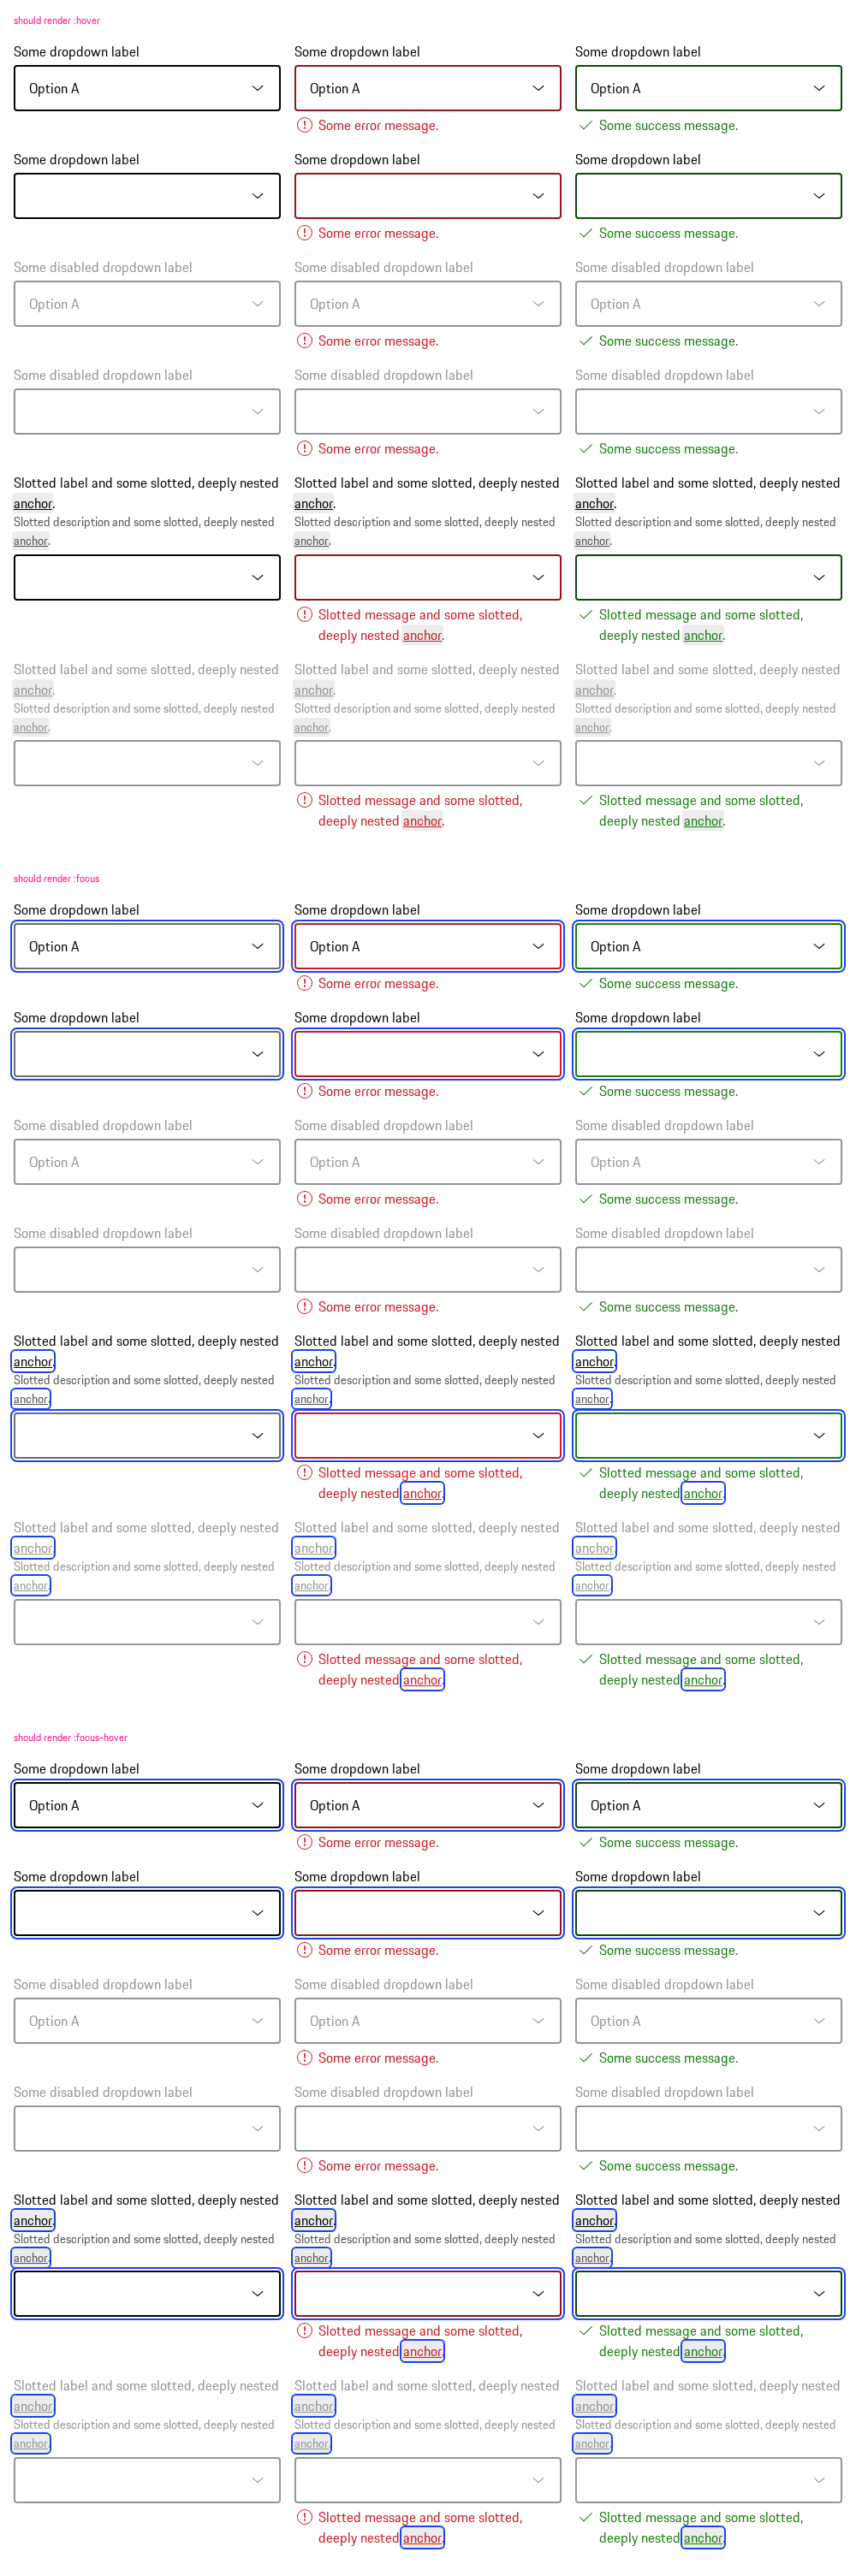 should render :hover
Some dropdown label Some dropdown label Some dropdown label
Option A Option A Option A
Some error message. Some success message.
Some dropdown label Some dropdown label Some dropdown label
Some error message. Some success message.
Some disabled dropdown label Some disabled dropdown label Some disabled dropdown label
Option A Option A Option A
Some error message. Some success message.
Some disabled dropdown label Some disabled dropdown label Some disabled dropdown label
Some error message. Some success message.
Slotted label and some slotted, deeply nested Slotted label and some slotted, deeply nested Slotted label and some slotted, deeply nested
anchor. anchor. anchor.
Slotted description and some slotted, deeply nested Slotted description and some slotted, deeply nested Slotted description and some slotted, deeply nested
anchor. anchor. anchor.
Slotted message and some slotted, Slotted message and some slotted,
deeply nested anchor. deeply nested anchor.
Slotted label and some slotted, deeply nested Slotted label and some slotted, deeply nested Slotted label and some slotted, deeply nested
anchor. anchor. anchor.
Slotted description and some slotted, deeply nested Slotted description and some slotted, deeply nested Slotted description and some slotted, deeply nested
anchor. anchor. anchor.
Slotted message and some slotted, Slotted message and some slotted,
deeply nested anchor. deeply nested anchor.
should render :focus
Some dropdown label Some dropdown label Some dropdown label
Option A Option A Option A
Some error message. Some success message.
Some dropdown label Some dropdown label Some dropdown label
Some error message. Some success message.
Some disabled dropdown label Some disabled dropdown label Some disabled dropdown label
Option A Option A Option A
Some error message. Some success message.
Some disabled dropdown label Some disabled dropdown label Some disabled dropdown label
Some error message. Some success message.
Slotted label and some slotted, deeply nested Slotted label and some slotted, deeply nested Slotted label and some slotted, deeply nested
anchor. anchor. anchor.
Slotted description and some slotted, deeply nested Slotted description and some slotted, deeply nested Slotted description and some slotted, deeply nested
anchor. anchor. anchor.
Slotted message and some slotted, Slotted message and some slotted,
deeply nested anchor. deeply nested anchor.
Slotted label and some slotted, deeply nested Slotted label and some slotted, deeply nested Slotted label and some slotted, deeply nested
anchor. anchor. anchor.
Slotted description and some slotted, deeply nested Slotted description and some slotted, deeply nested Slotted description and some slotted, deeply nested
anchor. anchor. anchor.
Slotted message and some slotted, Slotted message and some slotted,
deeply nested anchor. deeply nested anchor.
should render :focus-hover
Some dropdown label Some dropdown label Some dropdown label
Option A Option A Option A
Some error message. Some success message.
Some dropdown label Some dropdown label Some dropdown label
Some error message. Some success message.
Some disabled dropdown label Some disabled dropdown label Some disabled dropdown label
Option A Option A Option A
Some error message. Some success message.
Some disabled dropdown label Some disabled dropdown label Some disabled dropdown label
Some error message. Some success message.
Slotted label and some slotted, deeply nested Slotted label and some slotted, deeply nested Slotted label and some slotted, deeply nested
anchor. anchor. anchor.
Slotted description and some slotted, deeply nested Slotted description and some slotted, deeply nested Slotted description and some slotted, deeply nested
anchor. anchor. anchor.
Slotted message and some slotted, Slotted message and some slotted,
deeply nested anchor. deeply nested anchor.
Slotted label and some slotted, deeply nested Slotted label and some slotted, deeply nested Slotted label and some slotted, deeply nested
anchor. anchor. anchor.
Slotted description and some slotted, deeply nested Slotted description and some slotted, deeply nested Slotted description and some slotted, deeply nested
anchor. anchor. anchor.
Slotted message and some slotted, Slotted message and some slotted,
deeply nested anchor. deeply nested anchor.